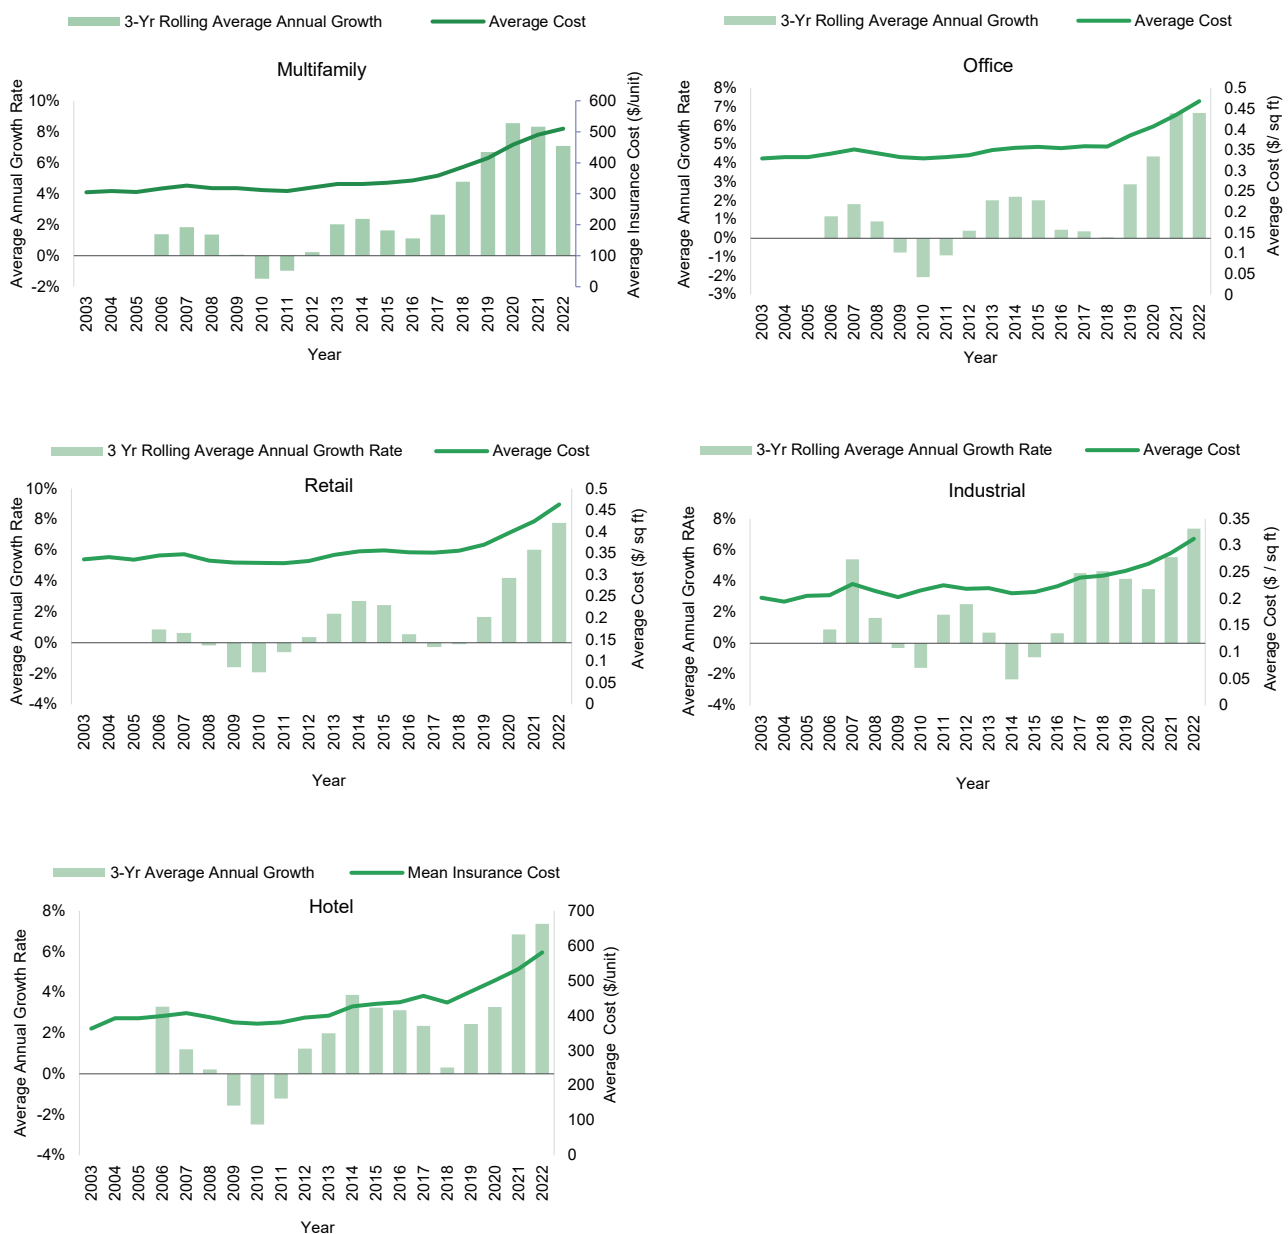 3-Yr Rolling Average Annual Growth
Average Cost
Multifamily
Average Annual Growth Rate
10%
8%
6%
4%
2%
0%
-2%
600
500
400
300
200
100
0
Average Insurance Cost ($/unit)
2003 2004 2005 2006 2007 2008 2009 2010 2011 2012 2013 2014 2015 2016 2017 2018 2019 2020 2021 2022
Year
3-Yr Rolling Average Annual Growth
Average Cost
Office
Average Annual Growth Rate
8%
7%
6%
5%
4%
3%
2%
1%
0%
-1%
-2%
-3%
0.5
0.45
0.4
0.35
0.3
0.25
0.2
0.15
0.1
0.05
0
Average Cost ($/ sq ft)
2003 2004 2005 2006 2007 2008 2009 2010 2011 2012 2013 2014 2015 2016 2017 2018 2019 2020 2021 2022
Year
3 Yr Rolling Average Annual Growth Rate
Average Cost
Retail
Average Annual Growth Rate
10%
8%
6%
4%
2%
0%
-2%
-4%
0.5
0.45
0.4
0.35
0.3
0.25
0.2
0.15
0.1
0.05
0
Average Cost ($/ sq ft)
2003 2004 2005 2006 2007 2008 2009 2010 2011 2012 2013 2014 2015 2016 2017 2018 2019 2020 2021 2022
Year
3-Yr Rolling Average Annual Growth Rate
Average Cost
Industrial
Average Annual Growth RAte
8%
6%
4%
2%
0%
-2%
-4%
0.35
0.3
0.25
0.2
0.15
0.1
0.05
0
Average Cost ($ / sq ft)
2003 2004 2005 2006 2007 2008 2009 2010 2011 2012 2013 2014 2015 2016 2017 2018 2019 2020 2021 2022
Year
3-Yr Average Annual Growth
Mean Insurance Cost
Hotel
Average Annual Growth Rate
8%
6%
4%
2%
0%
-2%
-4%
700
600
500
400
300
200
100
0
Average Cost ($/unit)
2003 2004 2005 2006 2007 2008 2009 2010 2011 2012 2013 2014 2015 2016 2017 2018 2019 2020 2021 2022
Year